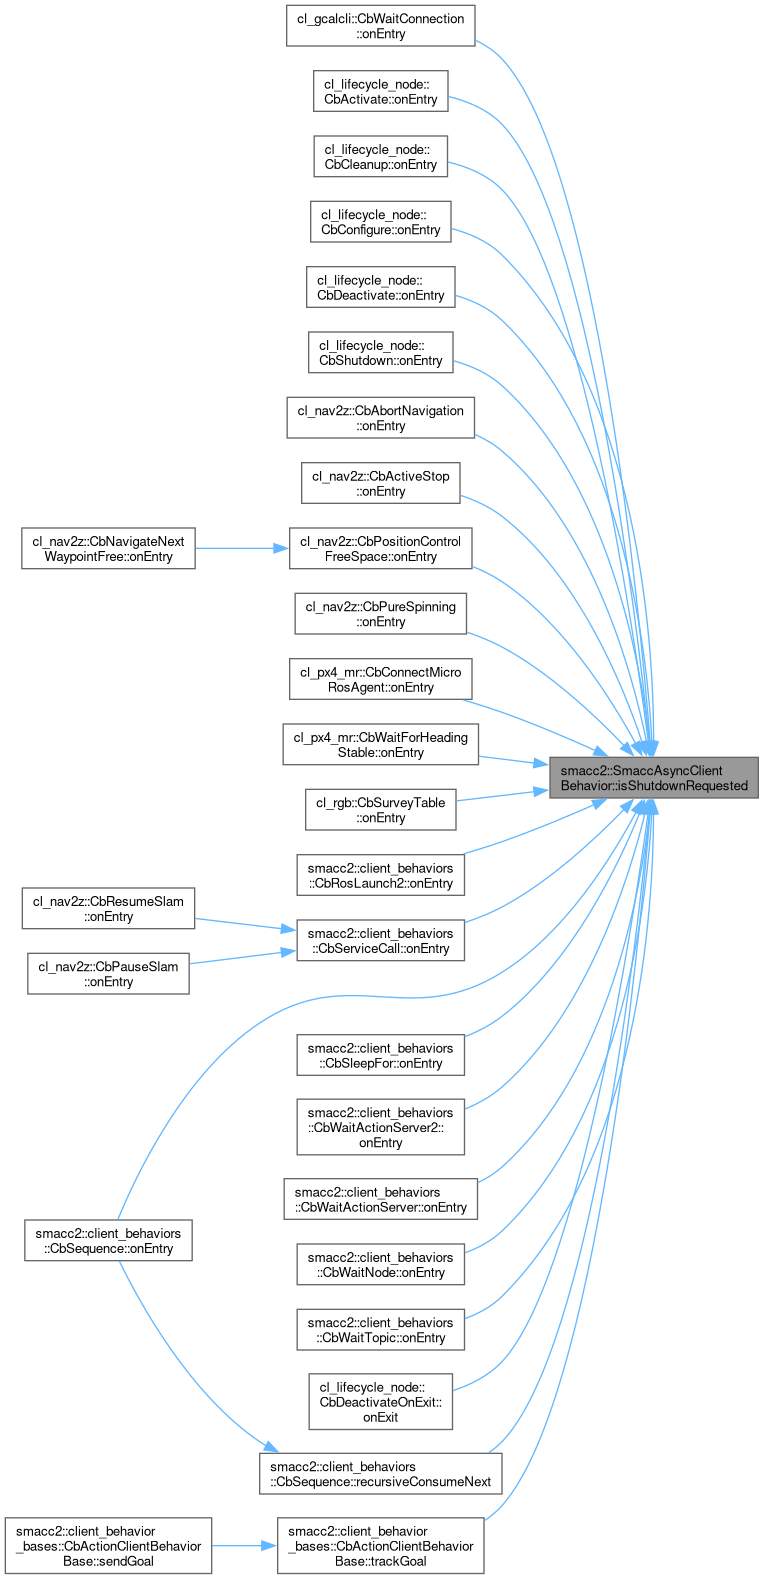 cl_gcalcli::CbWaitConnection
::onEntry
cl_lifecycle_node::
CbActivate::onEntry
cl_lifecycle_node::
CbCleanup::onEntry
cl_lifecycle_node::
CbConfigure::onEntry
cl_lifecycle_node::
CbDeactivate::onEntry
cl_lifecycle_node::
CbShutdown::onEntry
cl_nav2z::CbAbortNavigation
::onEntry
cl_nav2z::CbActiveStop
::onEntry
cl_nav2z::CbNavigateNext
WaypointFree::onEntry
cl_nav2z::CbPositionControl
FreeSpace::onEntry
cl_nav2z::CbPureSpinning
::onEntry
cl_px4_mr::CbConnectMicro
RosAgent::onEntry
cl_px4_mr::CbWaitForHeading
Stable::onEntry
smacc2::SmaccAsyncClient
Behavior::isShutdownRequested
cl_rgb::CbSurveyTable
::onEntry
smacc2::client_behaviors
::CbRosLaunch2::onEntry
cl_nav2z::CbResumeSlam
::onEntry
smacc2::client_behaviors
::CbServiceCall::onEntry
cl_nav2z::CbPauseSlam
::onEntry
smacc2::client_behaviors
::CbSleepFor::onEntry
smacc2::client_behaviors
::CbWaitActionServer2::
onEntry
smacc2::client_behaviors
::CbWaitActionServer::onEntry
smacc2::client_behaviors
::CbSequence::onEntry
smacc2::client_behaviors
::CbWaitNode::onEntry
smacc2::client_behaviors
::CbWaitTopic::onEntry
cl_lifecycle_node::
CbDeactivateOnExit::
onExit
smacc2::client_behaviors
::CbSequence::recursiveConsumeNext
smacc2::client_behavior
_bases::CbActionClientBehavior
Base::sendGoal
smacc2::client_behavior
_bases::CbActionClientBehavior
Base::trackGoal